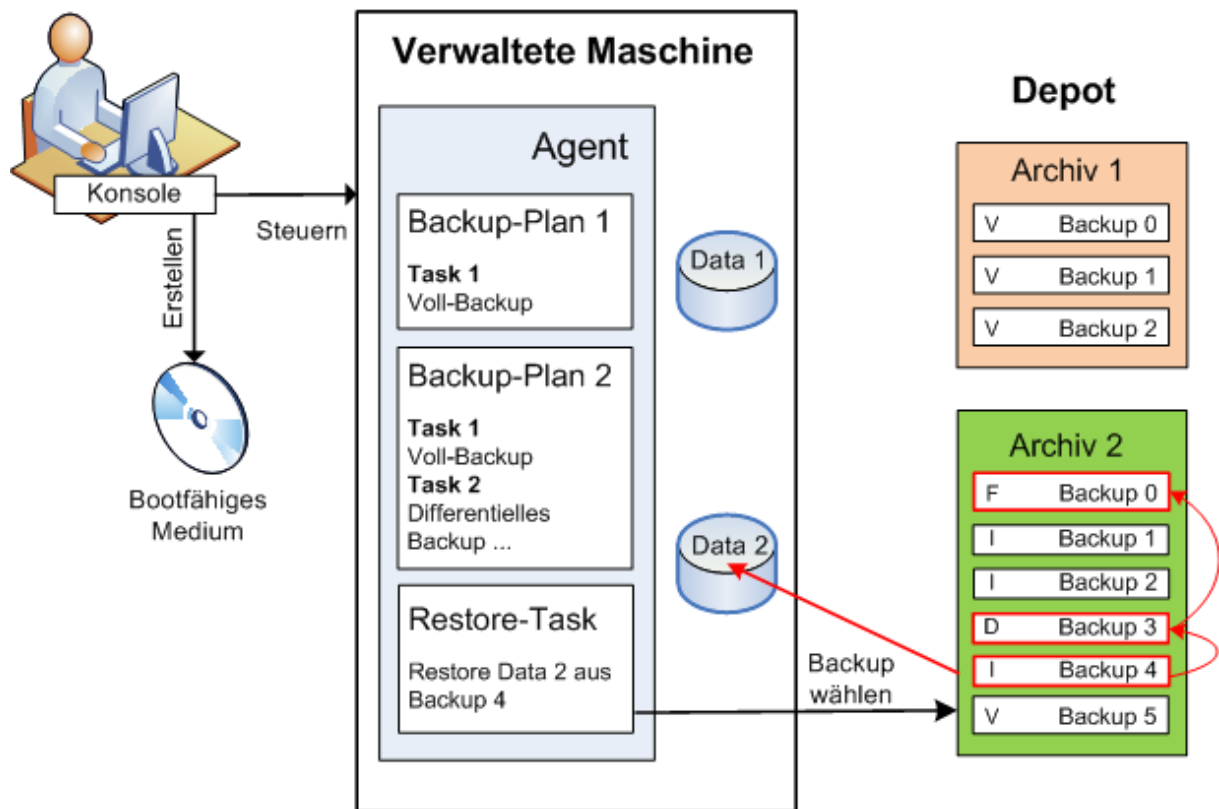 Konsole
Steuern
Erstellen
Bootfähiges
Medium
Verwaltete Maschine
Agent
Backup-Plan 1
Task 1
Voll-Backup
Backup-Plan 2
Task 1
Voll-Backup
Task 2
Differentielles
Backup ...
Restore-Task
Restore Data 2 aus
Backup 4
Data 1
Data 2
Backup
wählen
Depot
Archiv 1
V Backup 0
V Backup 1
V Backup 2
Archiv 2
F Backup 0
I Backup 1
I Backup 2
D Backup 3
I Backup 4
V Backup 5